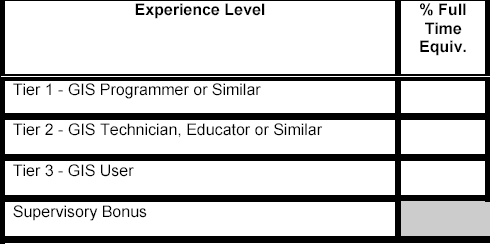 Experience Level
% Full
Time
Equiv.
Tier 1 - GIS Programmer or Similar
Tier 2 - GIS Technician, Educator or Similar
Tier 3 - GIS User
Supervisory Bonus